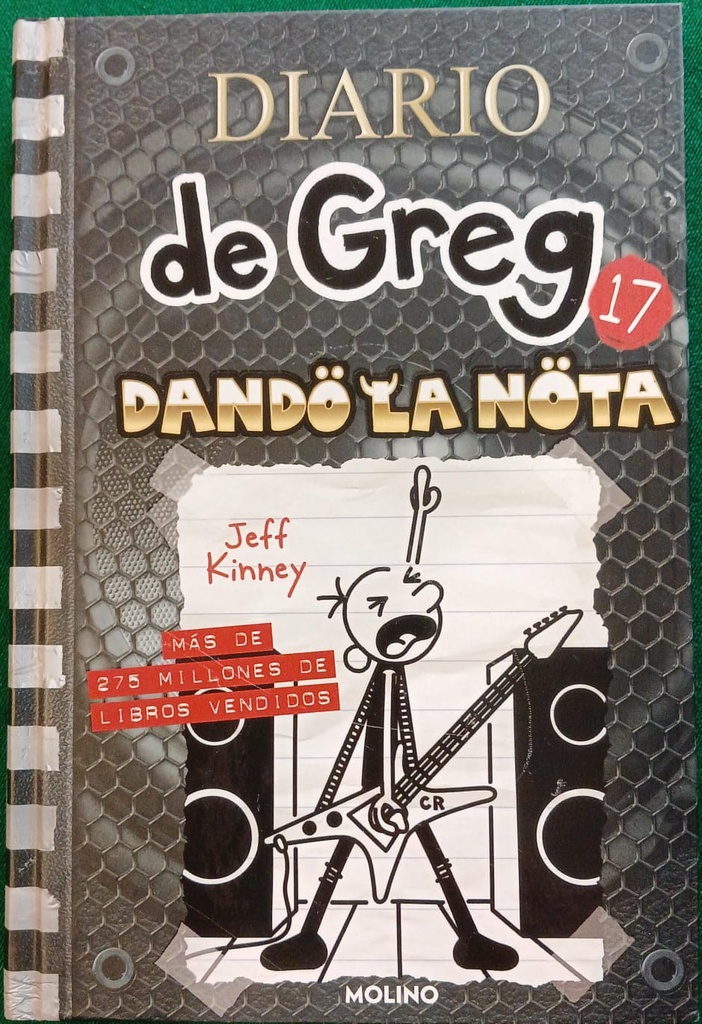 DIARIO
de Greg
17
DANDÖ LA NÖTA
Jeff
Kinney
MÁS DE
275 MILLONES DE
LIBROS VENDIDOS
CR
MOLINO